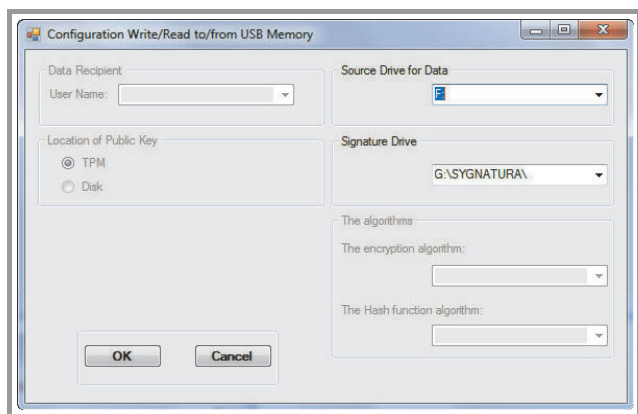 Configuration Write/Read to/from USB Memory
Data Recipient
User Name:
Location of Public Key
TPM
Disk
Source Drive for Data
F:
Signature Drive
G:\SYGNATURA\
The algorithms
The encryption algorithm:
The Hash function algorithm:
OK
Cancel